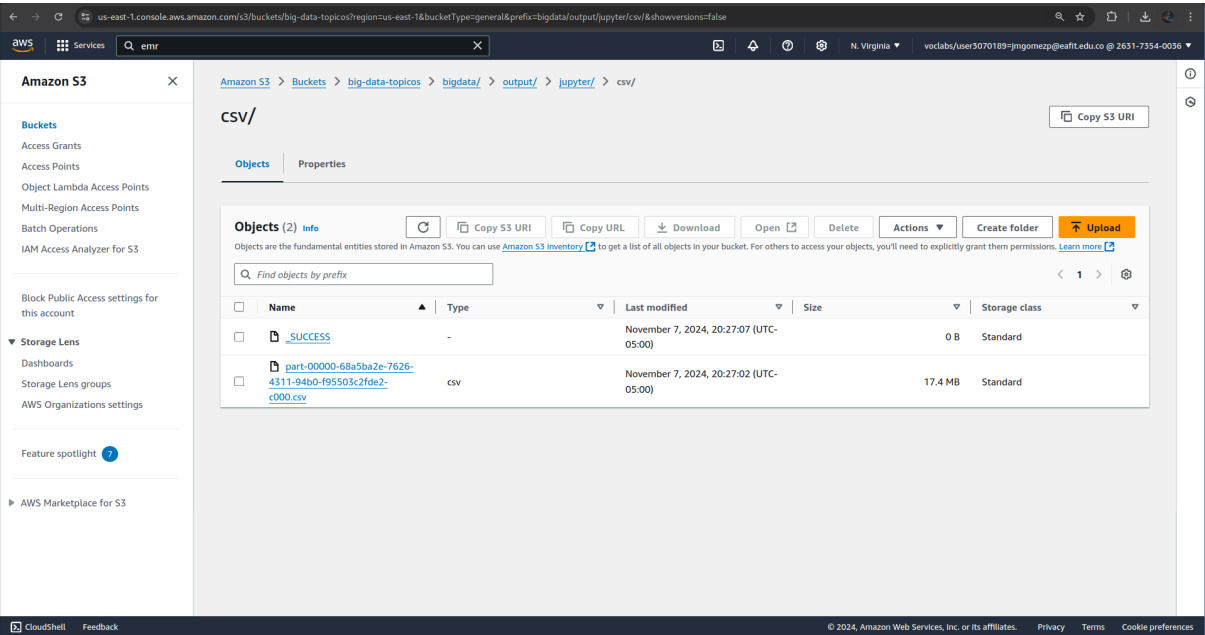 us-east-1.console.aws.amazon.com/s3/buckets/big-data-topicos?region=us-east-1&bucketType=general&prefix=bigdata/output/jupyter/csv/&showversions=false
aws Services emr N. Virginia ▼ voclabs/user3070189=jmgomezp@eafit.edu.co @ 2631-7354-0036 ▼
Amazon S3
Buckets
Access Grants
Access Points
Object Lambda Access Points
Multi-Region Access Points
Batch Operations
IAM Access Analyzer for S3
Block Public Access settings for
this account
Storage Lens
Dashboards
Storage Lens groups
AWS Organizations settings
Feature spotlight 7
AWS Marketplace for S3
Amazon S3 > Buckets > big-data-topicos > bigdata/ > output/ > jupyter/ > csv/
csv/
Copy S3 URI
Objects Properties
Objects (2) Info Copy S3 URI Copy URL Download Open Delete Actions ▼ Create folder Upload
Objects are the fundamental entities stored in Amazon S3. You can use Amazon S3 inventory to get a list of all objects in your bucket. For others to access your objects, you'll need to explicitly grant them permissions. Learn more
Find objects by prefix
< 1 >
Name Type Last modified Size Storage class
_SUCCESS - November 7, 2024, 20:27:07 (UTC-
05:00) 0 B Standard
part-00000-68a5ba2e-7626-
4311-94b0-f95503c2fde2-
c000.csv
csv November 7, 2024, 20:27:02 (UTC-
05:00) 17.4 MB Standard
CloudShell Feedback © 2024, Amazon Web Services, Inc. or its affiliates. Privacy Terms Cookie preferences